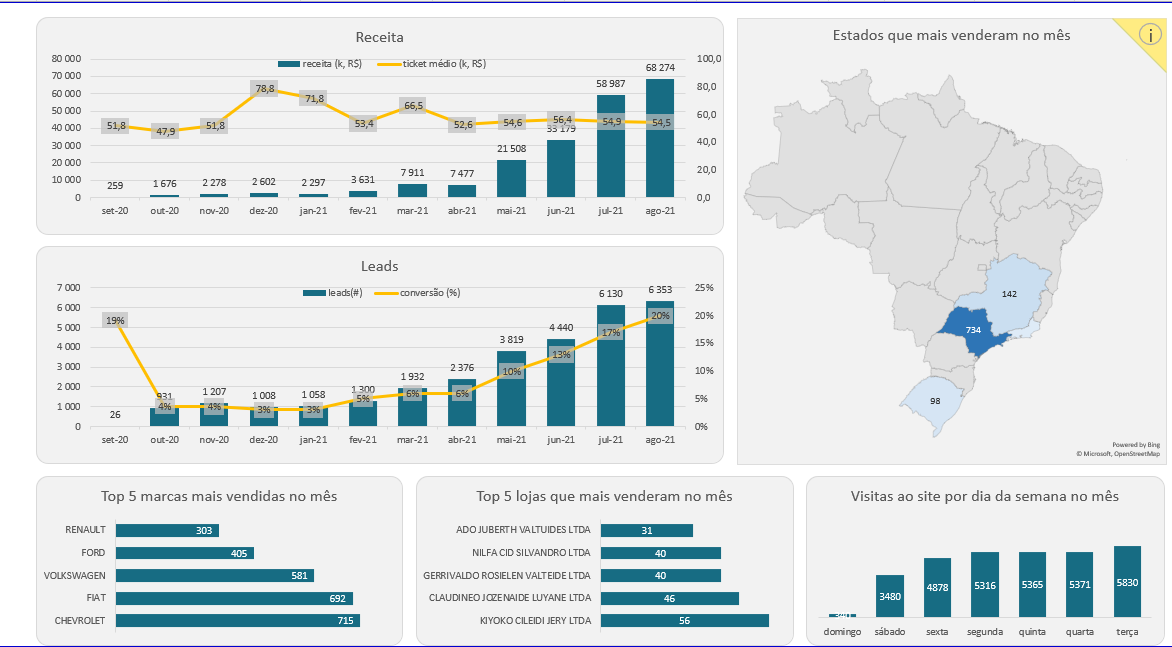 Receita
receita (k, R$) ticket médio (k, R$)
80 000
70 000
60 000
50 000
40 000
30 000
20 000
10 000
0
100,0
80,0
60,0
40,0
20,0
0,0
51,8 47,9 51,8 78,8 71,8 53,4 66,5 52,6 54,6 56,4 54,9 54,5
259 1 676 2 278 2 602 2 297 3 631 7 911 7 477 21 508 33 179 58 987 68 274
set-20 out-20 nov-20 dez-20 jan-21 fev-21 mar-21 abr-21 mai-21 jun-21 jul-21 ago-21
Estados que mais venderam no mês
i
142
734
98
Powered by Bing
© Microsoft, OpenStreetMap
Leads
leads(#) conversão (%)
7 000
6 000
5 000
4 000
3 000
2 000
1 000
0
25%
20%
15%
10%
5%
0%
26 931 1 207 1 008 1 058 1 300 1 932 2 376 3 819 4 440 6 130 6 353
19% 4% 4% 3% 3% 5% 6% 6% 10% 13% 17% 20%
set-20 out-20 nov-20 dez-20 jan-21 fev-21 mar-21 abr-21 mai-21 jun-21 jul-21 ago-21
Top 5 marcas mais vendidas no mês
RENAULT 303
FORD 405
VOLKSWAGEN 581
FIAT 692
CHEVROLET 715
Top 5 lojas que mais venderam no mês
ADO JUBERTH VALTUIDES LTDA 31
NILFA CID SILVANDRO LTDA 40
GERRIVALDO ROSIELEN VALTEIDE LTDA 40
CLAUDINEO JOZENAIDE LUYANE LTDA 46
KIYOKO CILEIDI JERY LTDA 56
Visitas ao site por dia da semana no mês
3480 4878 5316 5365 5371 5830
domingo sábado sexta segunda quinta quarta terça